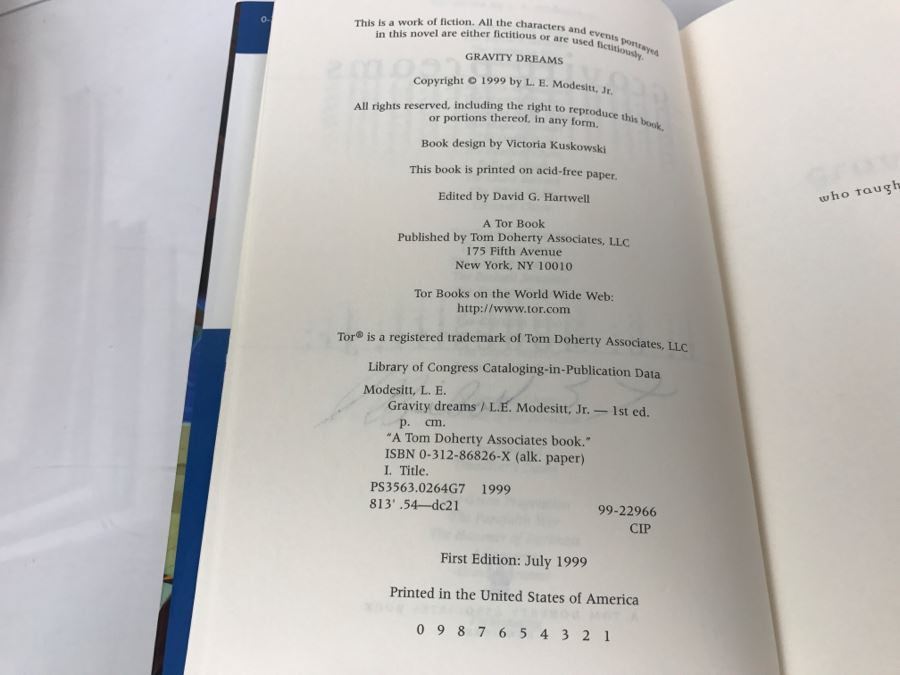 This is a work of fiction. All the characters and events portrayed
in this novel are either fictitious or are used fictitiously.
GRAVITY DREAMS
Copyright © 1999 by L. E. Modesitt, Jr.
All rights reserved, including the right to reproduce this book,
or portions thereof, in any form.
Book design by Victoria Kuskowski
This book is printed on acid-free paper.
Edited by David G. Hartwell
A Tor Book
Published by Tom Doherty Associates, LLC
175 Fifth Avenue
New York, NY 10010
Tor Books on the World Wide Web:
http://www.tor.com
Tor® is a registered trademark of Tom Doherty Associates, LLC
Library of Congress Cataloging-in-Publication Data
Modesitt, L. E.
Gravity dreams / L.E. Modesitt, Jr. — 1st ed.
p. cm.
"A Tom Doherty Associates book."
ISBN 0-312-86826-X (alk. paper)
I. Title.
PS3563.0264G7 1999
813' .54—dc21
99-22966
CIP
First Edition: July 1999
Printed in the United States of America
0 9 8 7 6 5 4 3 2 1
who